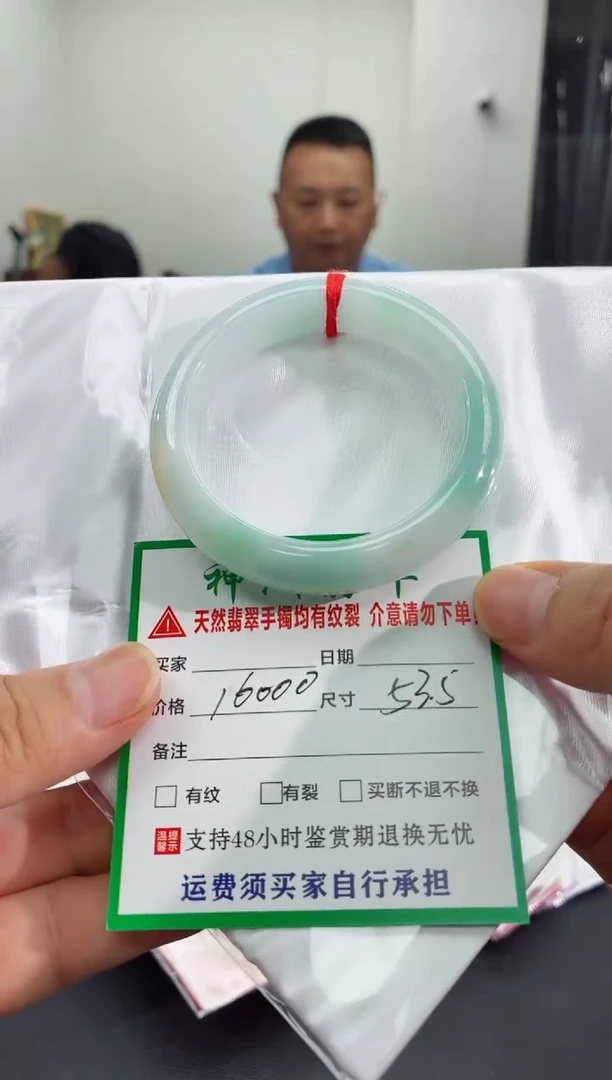 天然翡翠手镯均有纹裂 介意请勿下单
买家 日期
价格 16000 尺寸 53.5
备注
有纹 有裂 买断不退不换
温馨提示 支持48小时鉴赏期退换无忧
运费须买家自行承担